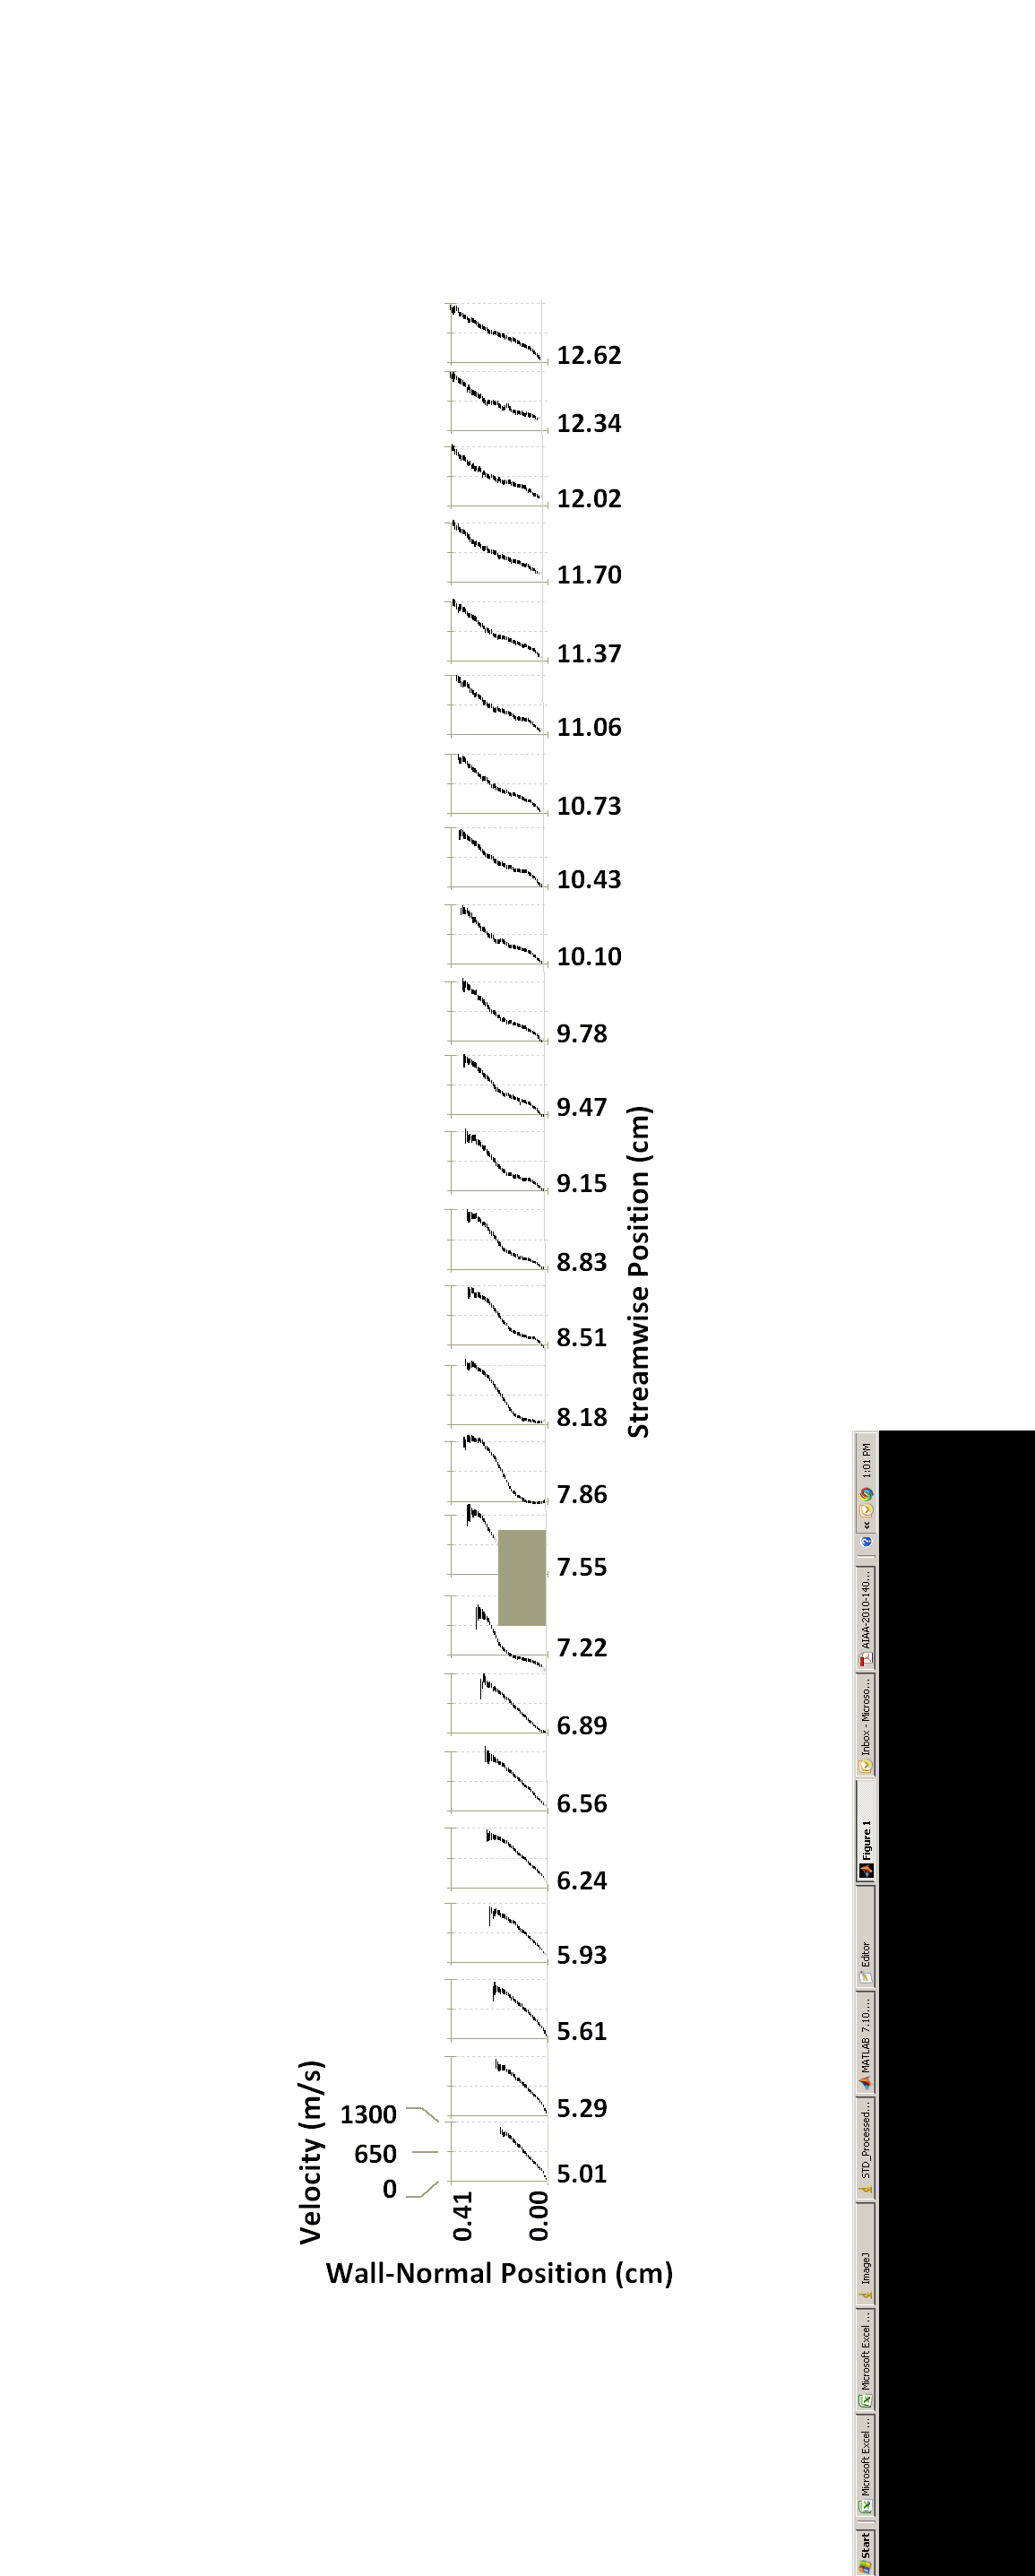 Velocity (m/s)
1300
650
0
0.41
0.00
Wall-Normal Position (cm)
5.01
5.29
5.61
5.93
6.24
6.56
6.89
7.22
7.55
7.86
8.18
8.51
8.83
9.15
9.47
9.78
10.10
10.43
10.73
11.06
11.37
11.70
12.02
12.34
12.62
Streamwise Position (cm)
Start
Microsoft Excel ...
Microsoft Excel ...
ImageJ
STD_Processed...
MATLAB 7.10....
Editor
Figure 1
Inbox - Microso...
AIAA-2010-140...
«
1:01 PM